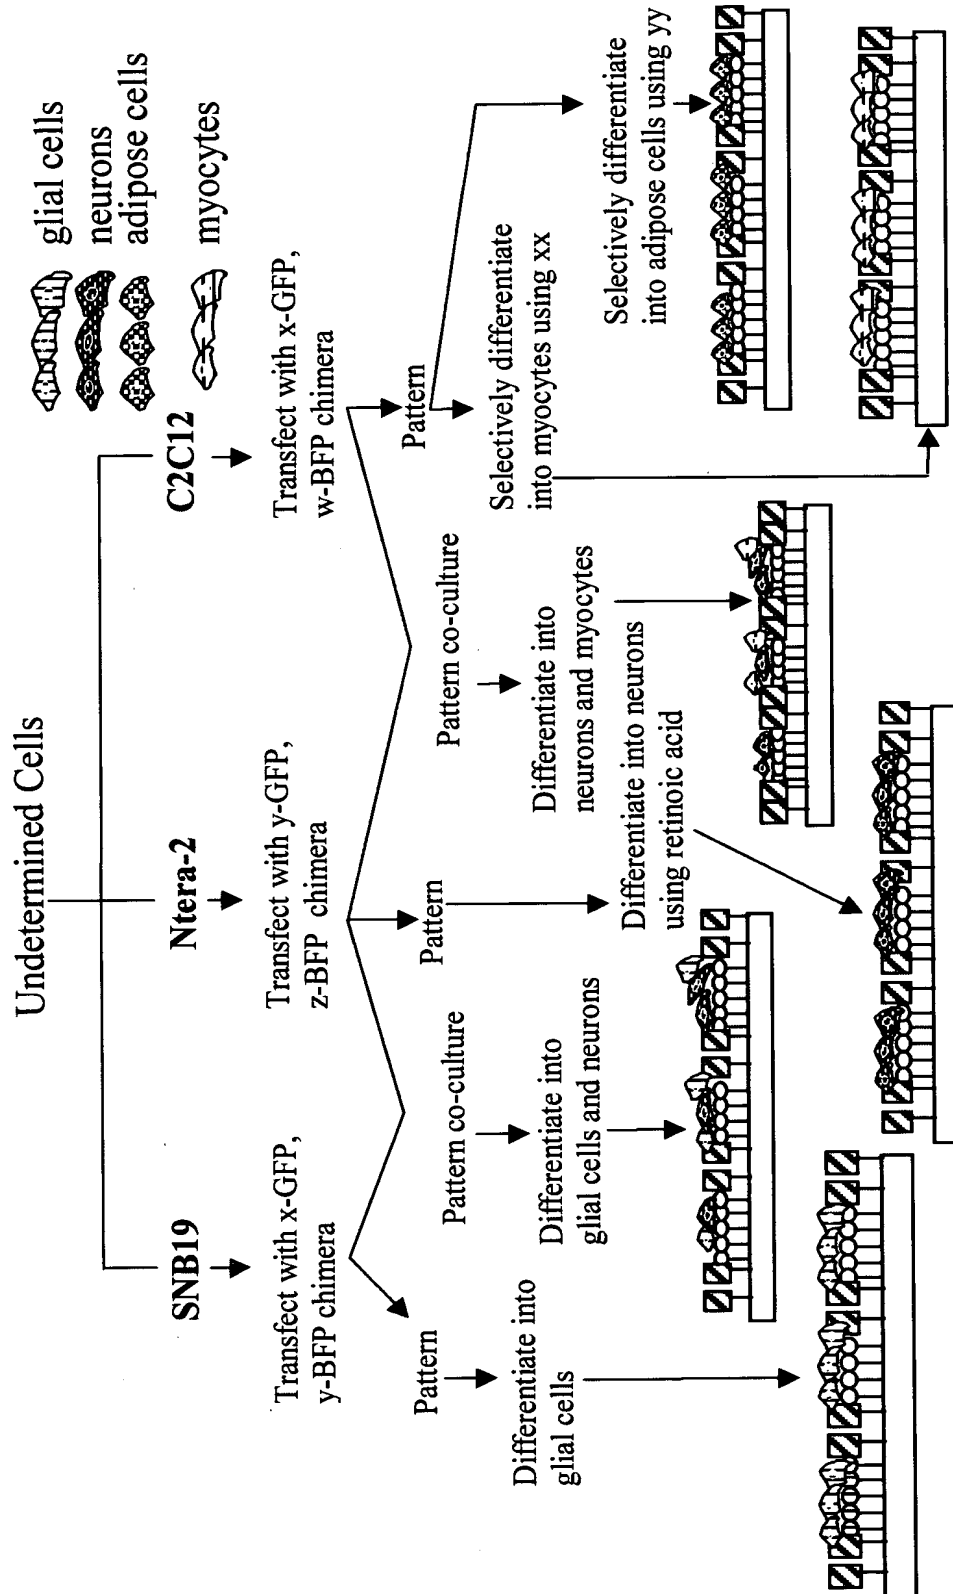 Undetermined Cells
SNB19
Ntera-2
C2C12
glial cells
neurons
adipose cells
myocytes
Transfect with x-GFP,
y-BFP chimera
Transfect with y-GFP,
z-BFP chimera
Transfect with x-GFP,
w-BFP chimera
Pattern
Pattern co-culture
Pattern
Pattern co-culture
Pattern
Differentiate into
glial cells
Differentiate into
glial cells and neurons
Differentiate into neurons
using retinoic acid
Differentiate into
neurons and myocytes
Selectively differentiate
into myocytes using xx
Selectively differentiate
into adipose cells using yy